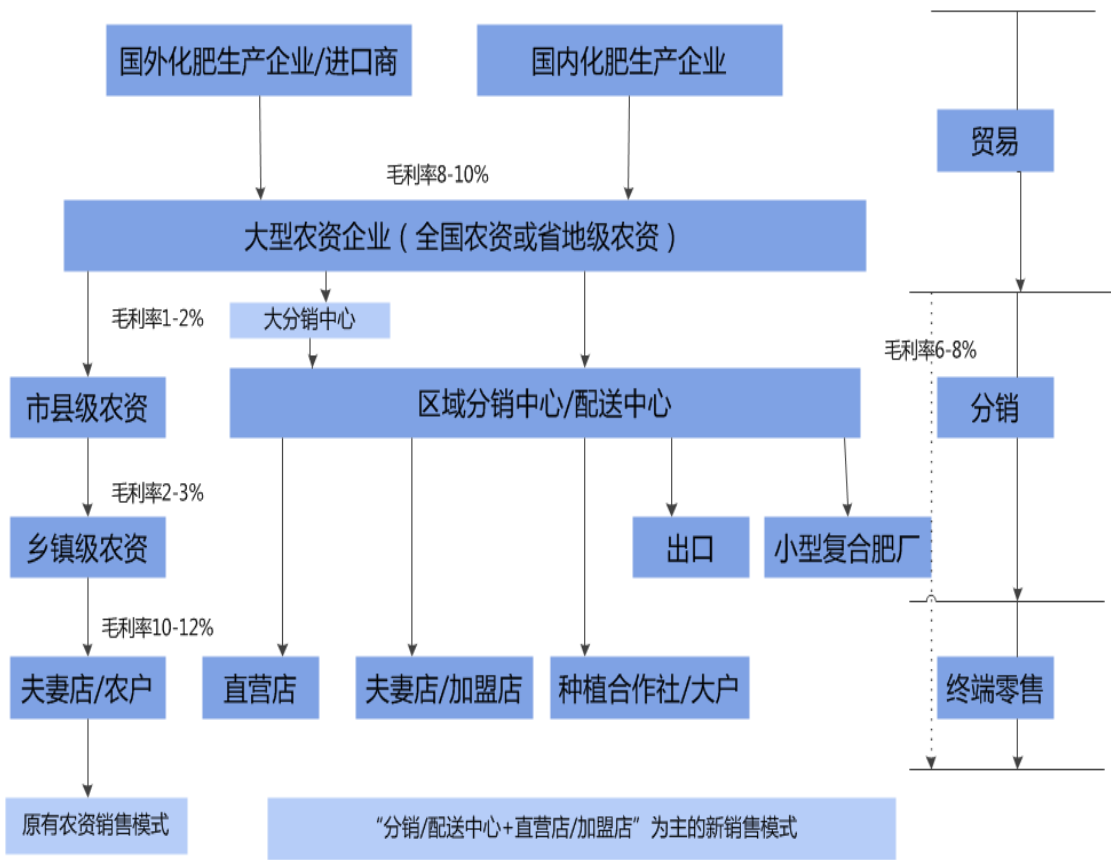 国外化肥生产企业/进口商
国内化肥生产企业
贸易
毛利率8-10%
大型农资企业（全国农资或省地级农资）
毛利率1-2%
大分销中心
毛利率6-8%
市县级农资
区域分销中心/配送中心
分销
毛利率2-3%
乡镇级农资
出口
小型复合肥厂
毛利率10-12%
夫妻店/农户
直营店
夫妻店/加盟店
种植合作社/大户
终端零售
原有农资销售模式
“分销/配送中心+直营店/加盟店”为主的新销售模式